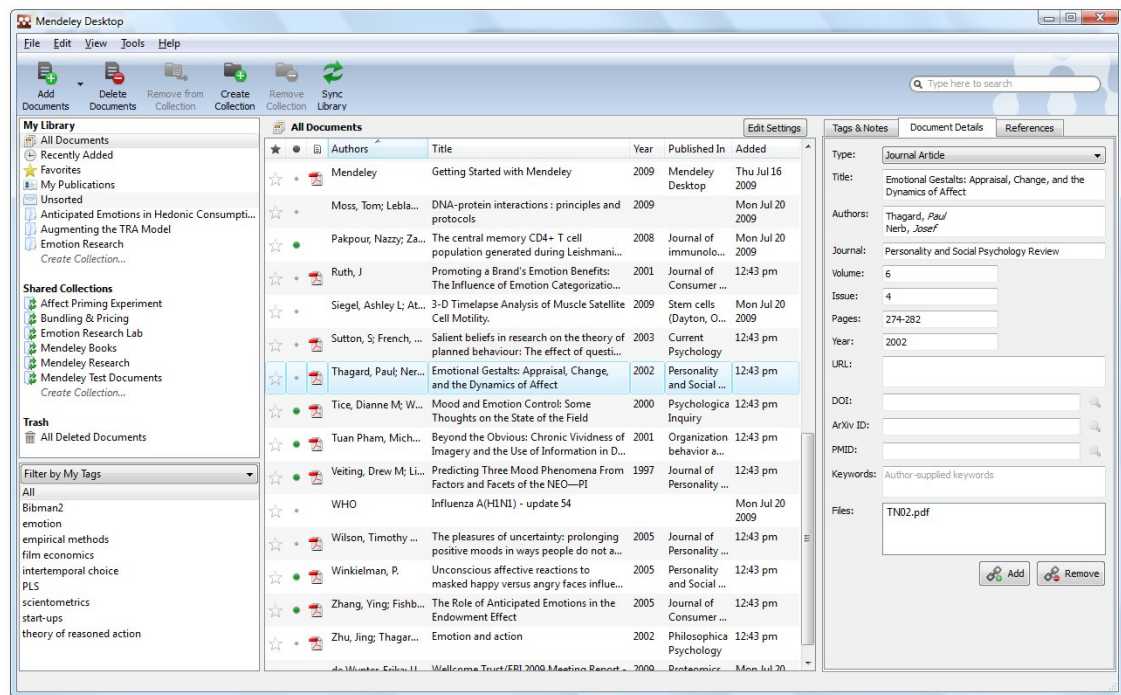 Mendeley Desktop
File Edit View Tools Help
Add Documents
Delete Documents
Remove from Collection
Create Collection
Remove Collection
Sync Library
Type here to search
My Library
All Documents
Recently Added
Favorites
My Publications
Unsorted
Anticipated Emotions in Hedonic Consumpti...
Augmenting the TRA Model
Emotion Research
Create Collection...
Shared Collections
Affect Priming Experiment
Bundling & Pricing
Emotion Research Lab
Mendeley Books
Mendeley Research
Mendeley Test Documents
Create Collection...
Trash
All Deleted Documents
Filter by My Tags
All
Bibman2
emotion
empirical methods
film economics
intertemporal choice
PLS
scientometrics
start-ups
theory of reasoned action
All Documents
Edit Settings
Authors Title Year Published In Added
Mendeley Getting Started with Mendeley 2009 Mendeley Thu Jul 16
Desktop 2009
Moss, Tom; Lebla... DNA-protein interactions : principles and 2009 Mon Jul 20
protocols 2009
Pakpour, Nazzy; Za... The central memory CD4+ T cell 2008 Journal of Mon Jul 20
population generated during Leishmani... immunolo... 2009
Ruth, J Promoting a Brand's Emotion Benefits: 2001 Journal of 12:43 pm
The Influence of Emotion Categorizatio... Consumer ...
Siegel, Ashley L; At... 3-D Timelapse Analysis of Muscle Satellite 2009 Stem cells Mon Jul 20
Cell Motility. (Dayton, O... 2009
Sutton, S; French, ... Salient beliefs in research on the theory of 2003 Current 12:43 pm
planned behaviour: The effect of questi... Psychology
Thagard, Paul; Ner... Emotional Gestalts: Appraisal, Change, 2002 Personality 12:43 pm
and the Dynamics of Affect and Social ...
Tice, Dianne M; W... Mood and Emotion Control: Some 2000 Psychologica 12:43 pm
Thoughts on the State of the Field Inquiry
Tuan Pham, Mich... Beyond the Obvious: Chronic Vividness of 2001 Organization 12:43 pm
Imagery and the Use of Information in D... behavior a...
Veiting, Drew M; Li... Predicting Three Mood Phenomena From 1997 Journal of 12:43 pm
Factors and Facets of the NEO—PI Personality ...
WHO Influenza A(H1N1) - update 54 Mon Jul 20
2009
Wilson, Timothy ... The pleasures of uncertainty: prolonging 2005 Journal of 12:43 pm
positive moods in ways people do not a... Personality ...
Winkielman, P. Unconscious affective reactions to 2005 Personality 12:43 pm
masked happy versus angry faces influe... and Social ...
Zhang, Ying; Fishb... The Role of Anticipated Emotions in the 2005 Journal of 12:43 pm
Endowment Effect Consumer ...
Zhu, Jing; Thagar... Emotion and action 2002 Philosophica 12:43 pm
Psychology
de Wynter, Erika; U... Wellcome Trust/EBI 2009 Meeting Report - 2009 Proteomics Mon Jul 20
Tags & Notes Document Details References
Type: Journal Article
Title: Emotional Gestalts: Appraisal, Change, and the
Dynamics of Affect
Authors: Thagard, Paul
Nerb, Josef
Journal: Personality and Social Psychology Review
Volume: 6
Issue: 4
Pages: 274-282
Year: 2002
URL:
DOI:
ArXiv ID:
PMID:
Keywords: Author-supplied keywords
Files: TN02.pdf
Add Remove